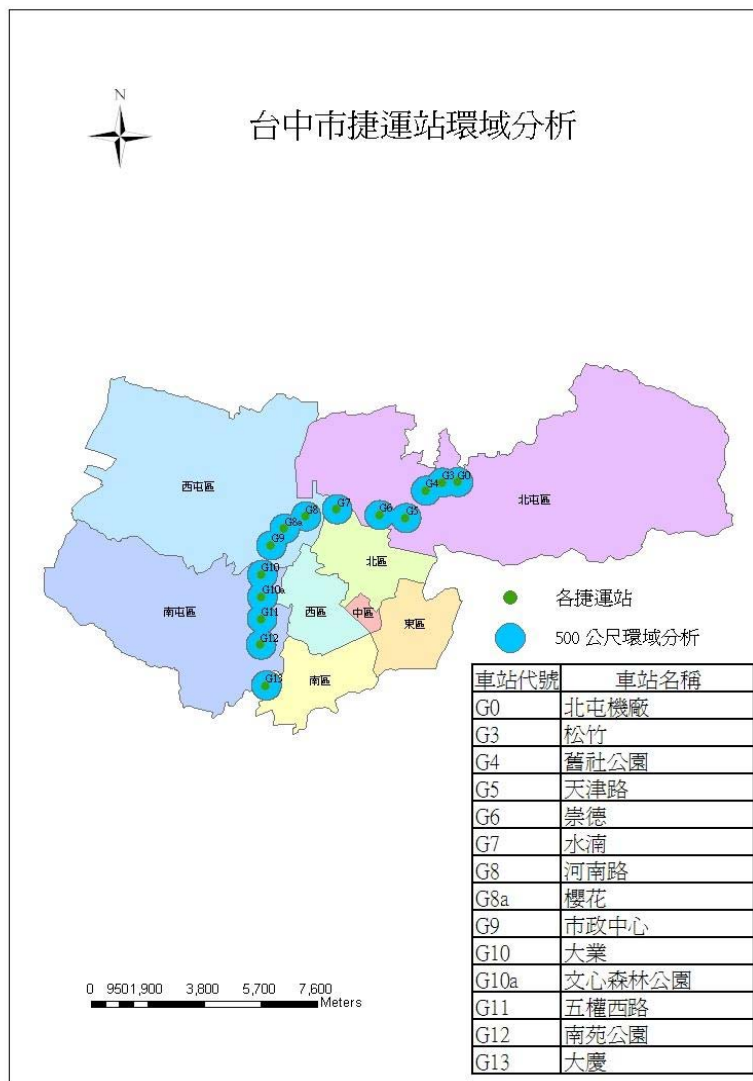 N
台中市捷運站環域分析
西屯區
北屯區
G3
G0
G4
G7
G8
G6
G5
G8a
G9
北區
G10
G10a
南屯區
西區
中區
東區
G11
G12
南區
G13
各捷運站
500 公尺環域分析
車站代號 車站名稱
G0 北屯機廠
G3 松竹
G4 舊社公園
G5 天津路
G6 崇德
G7 水湳
G8 河南路
G8a 櫻花
G9 市政中心
G10 大業
G10a 文心森林公園
G11 五權西路
G12 南苑公園
G13 大慶
0 950 1,900 3,800 5,700 7,600
Meters